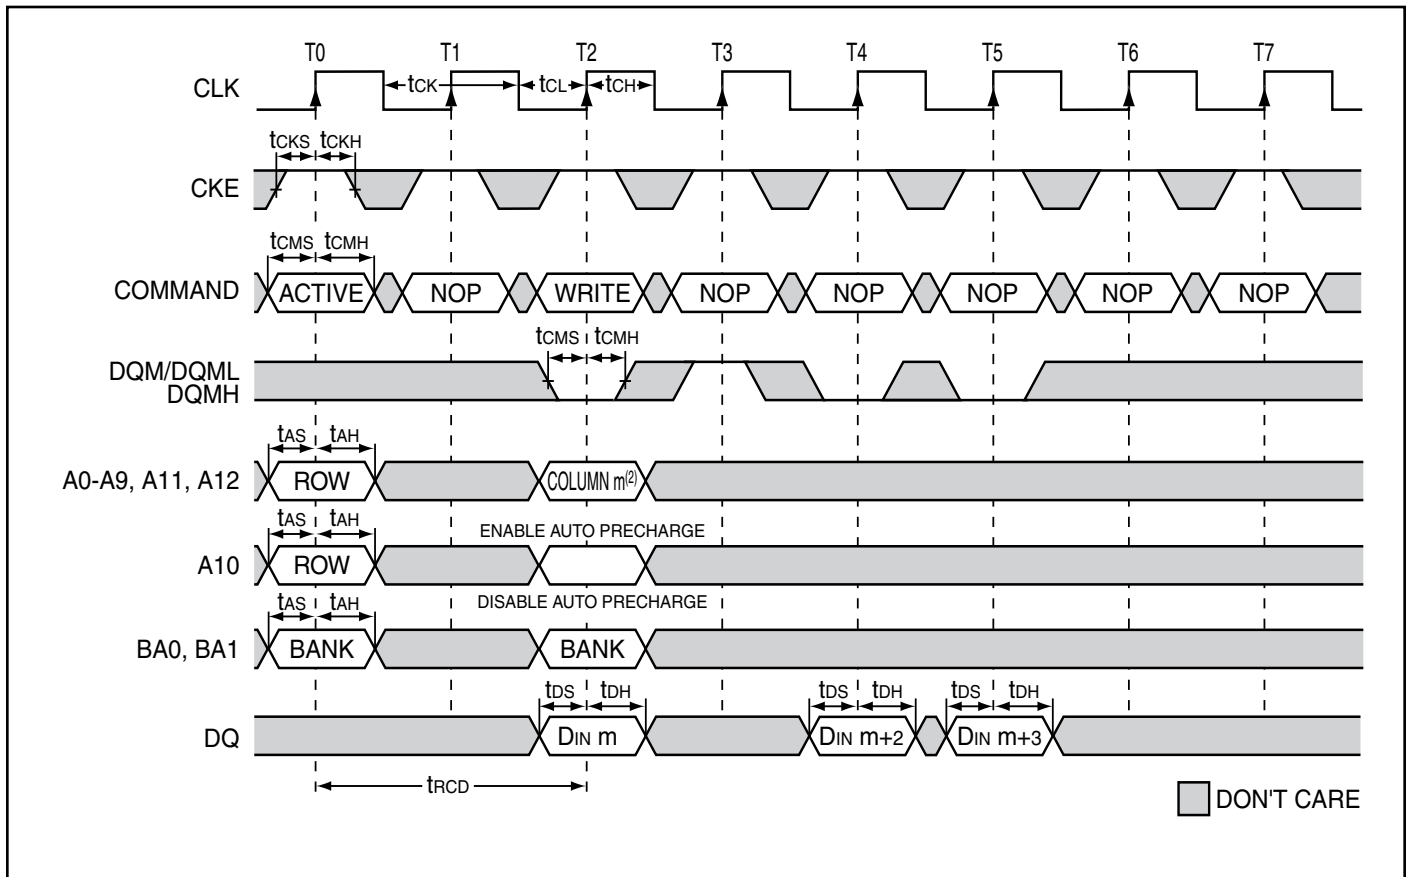 T0 T1 T2 T3 T4 T5 T6 T7
CLK tCK tCL tCH
tCKS tCKH
CKE
tCMS tCMH
COMMAND ACTIVE NOP WRITE NOP NOP NOP NOP NOP
tCMS tCMH
DQM/DQML
DQMH
tAS tAH
A0-A9, A11, A12 ROW COLUMN m(2)
tAS tAH ENABLE AUTO PRECHARGE
A10 ROW
tAS tAH DISABLE AUTO PRECHARGE
BA0, BA1 BANK BANK
tDS tDH tDS tDH tDS tDH
DQ DIN m DIN m+2 DIN m+3
tRCD
DON'T CARE